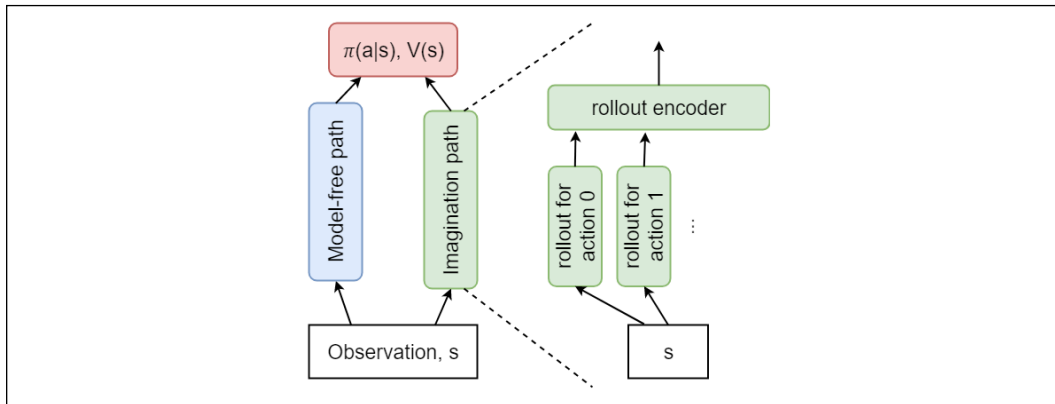 π(a|s), V(s)
Model-free path
Imagination path
Observation, s
rollout encoder
rollout for
action 0
rollout for
action 1
...
s